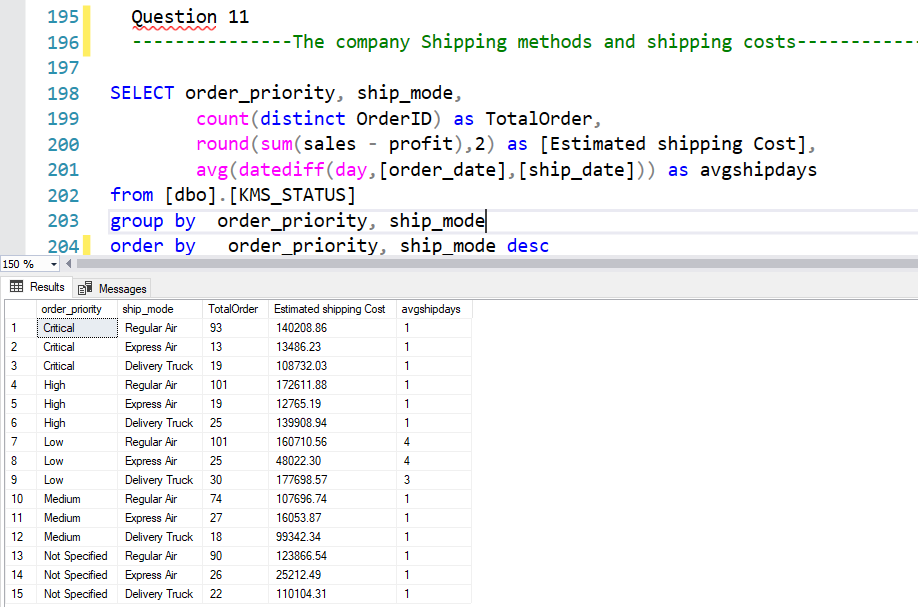 195 Question 11
196 ---------------The company Shipping methods and shipping costs-----------
197
198 SELECT order_priority, ship_mode,
199 count(distinct OrderID) as TotalOrder,
200 round(sum(sales - profit),2) as [Estimated shipping Cost],
201 avg(datediff(day,[order_date],[ship_date])) as avgshipdays
202 from [dbo].[KMS_STATUS]
203 group by order_priority, ship_mode
204 order by order_priority, ship_mode desc
150 %
Results Messages
order_priority ship_mode TotalOrder Estimated shipping Cost avgshipdays
1 Critical Regular Air 93 140208.86 1
2 Critical Express Air 13 13486.23 1
3 Critical Delivery Truck 19 108732.03 1
4 High Regular Air 101 172611.88 1
5 High Express Air 19 12765.19 1
6 High Delivery Truck 25 139908.94 1
7 Low Regular Air 101 160710.56 4
8 Low Express Air 25 48022.30 4
9 Low Delivery Truck 30 177698.57 3
10 Medium Regular Air 74 107696.74 1
11 Medium Express Air 27 16053.87 1
12 Medium Delivery Truck 18 99342.34 1
13 Not Specified Regular Air 90 123866.54 1
14 Not Specified Express Air 26 25212.49 1
15 Not Specified Delivery Truck 22 110104.31 1